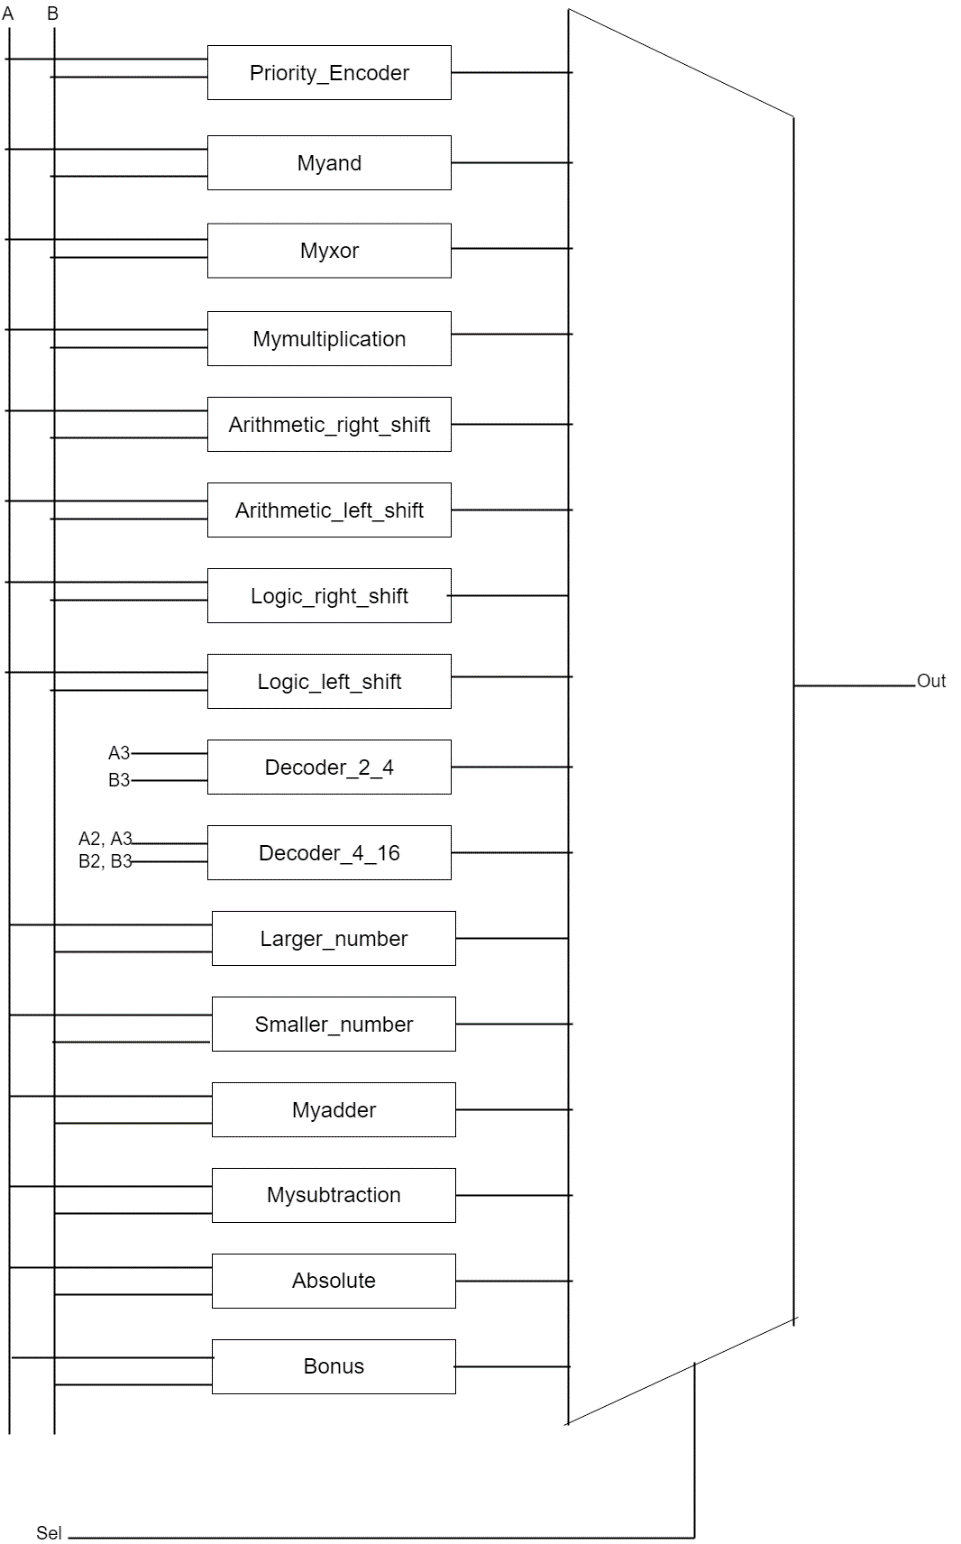 A B
Priority_Encoder
Myand
Myxor
Mymultiplication
Arithmetic_right_shift
Arithmetic_left_shift
Logic_right_shift
Logic_left_shift
Out
A3
B3
Decoder_2_4
A2, A3
B2, B3
Decoder_4_16
Larger_number
Smaller_number
Myadder
Mysubtraction
Absolute
Bonus
Sel